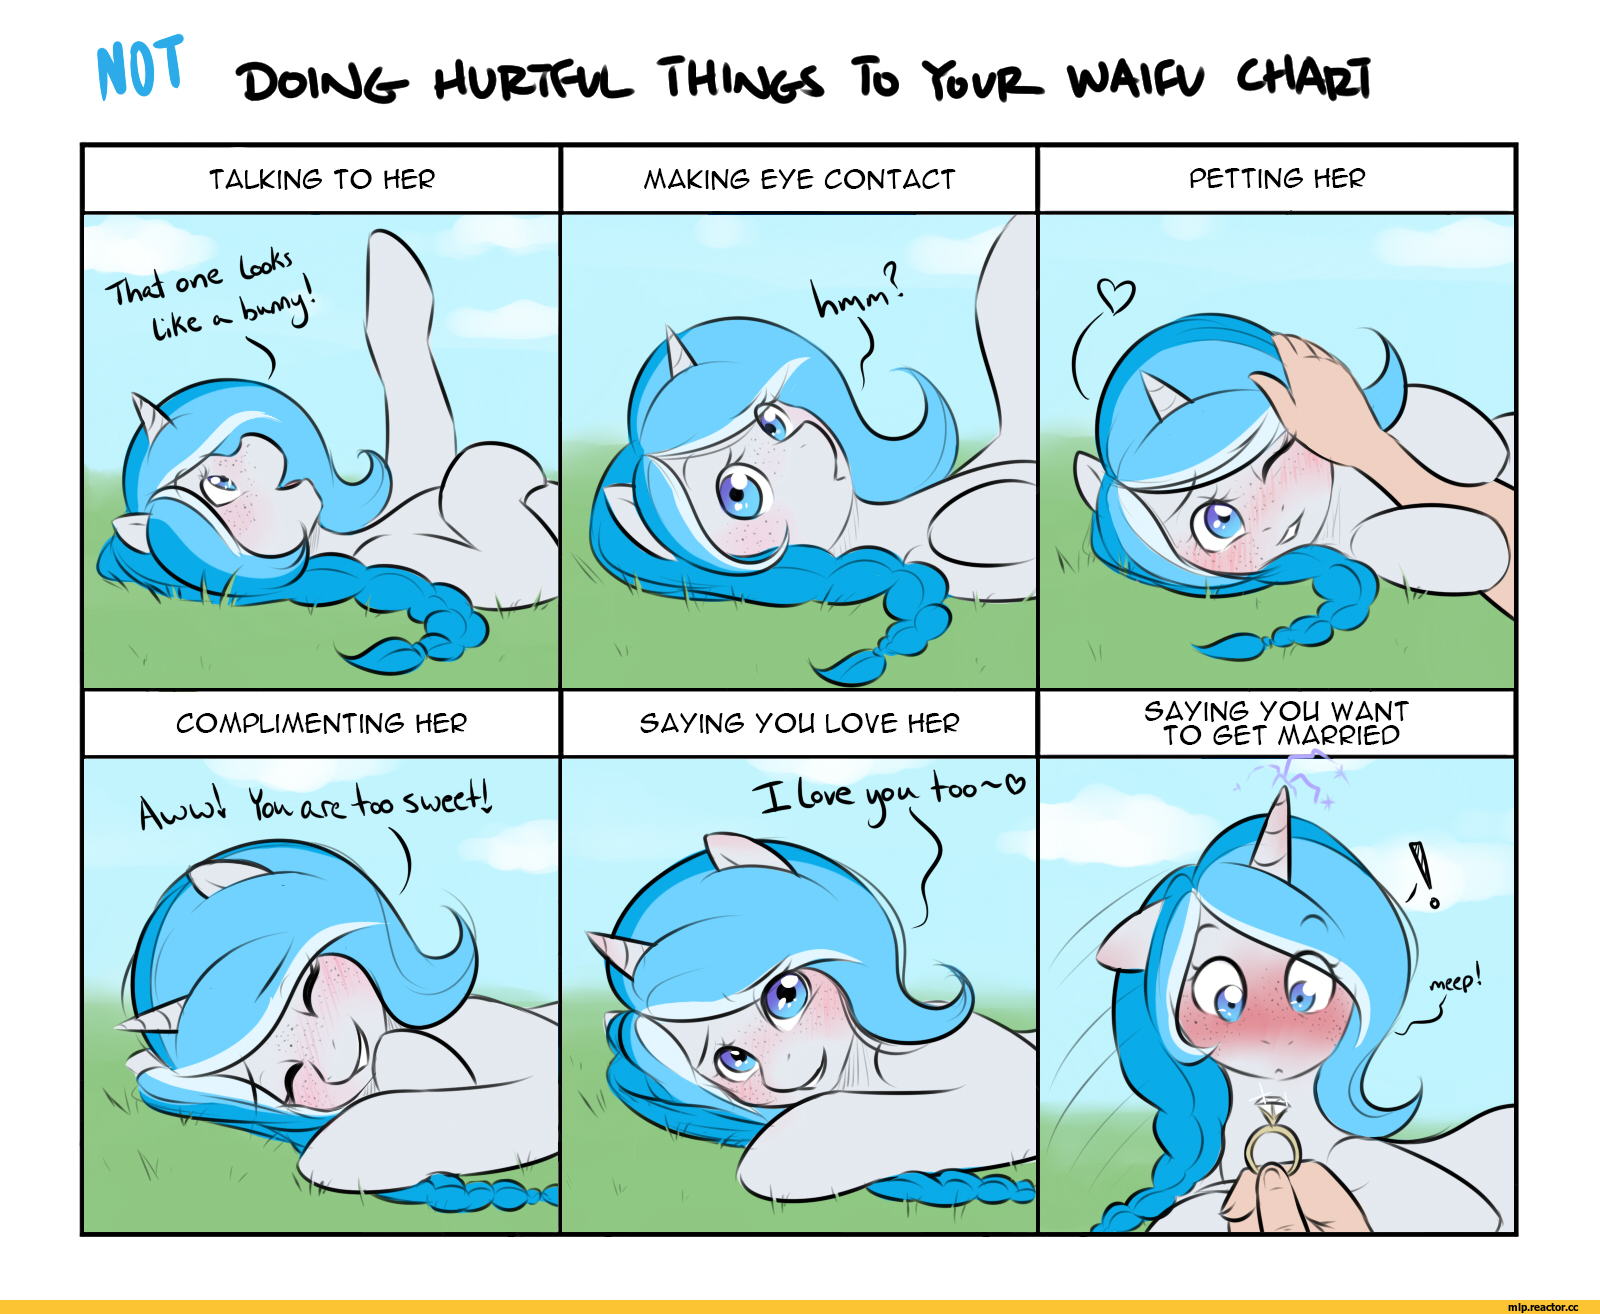 NOT DOING HURTFUL THINGS TO YOUR WAIFU CHART
TALKING TO HER
MAKING EYE CONTACT
PETTING HER
That one looks
like a bunny!
hmm?
COMPLIMENTING HER
SAYING YOU LOVE HER
SAYING YOU WANT
TO GET MARRIED
Aww! You are too sweet!
I love you too~♡
!
meep!
mlp.reactor.cc